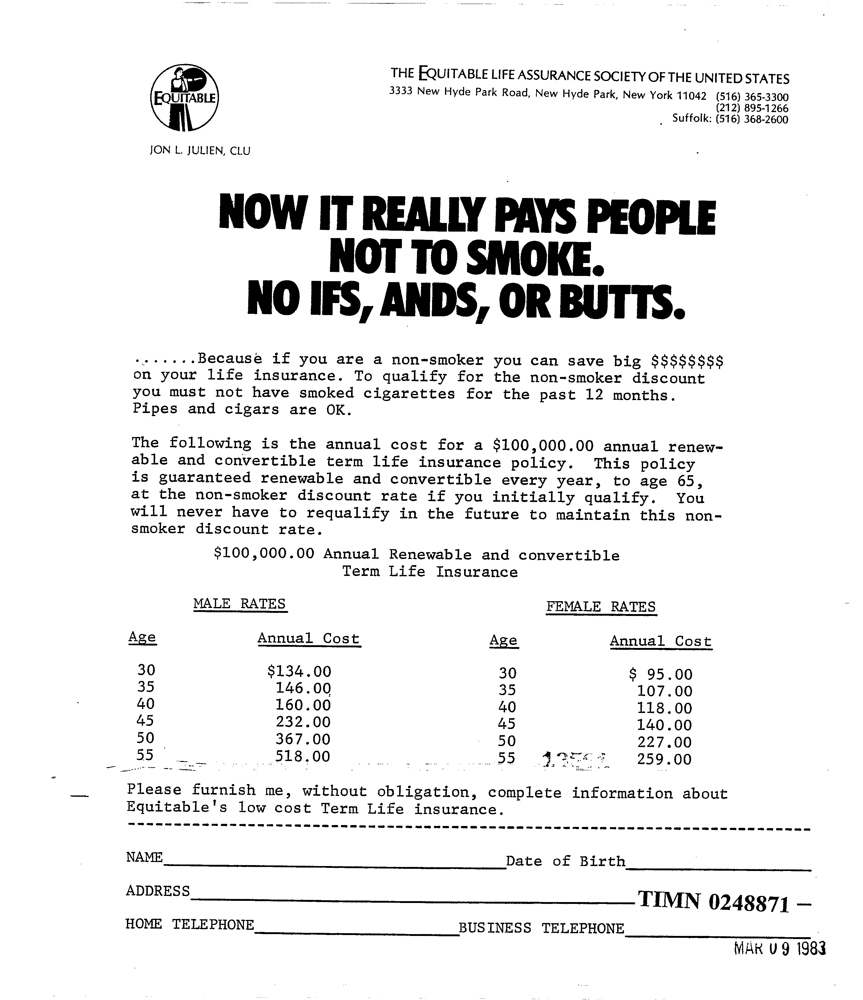 EQUITABLE
THE EQUITABLE LIFE ASSURANCE SOCIETY OF THE UNITED STATES
3333 New Hyde Park Road, New Hyde Park, New York 11042 (516) 365-3300
(212) 895-1266
Suffolk: (516) 368-2600
JON L. JULIEN, CLU
NOW IT REALLY PAYS PEOPLE
NOT TO SMOKE.
NO IFS, ANDS, OR BUTTS.
.......Because if you are a non-smoker you can save big $$$$$$$$
on your life insurance. To qualify for the non-smoker discount
you must not have smoked cigarettes for the past 12 months.
Pipes and cigars are OK.
The following is the annual cost for a $100,000.00 annual renew-
able and convertible term life insurance policy. This policy
is guaranteed renewable and convertible every year, to age 65,
at the non-smoker discount rate if you initially qualify. You
will never have to requalify in the future to maintain this non-
smoker discount rate.
$100,000.00 Annual Renewable and convertible
Term Life Insurance
MALE RATES FEMALE RATES
Age Annual Cost Age Annual Cost
30 $134.00 30 $ 95.00
35 146.00 35 107.00
40 160.00 40 118.00
45 232.00 45 140.00
50 367.00 50 227.00
55 518.00 55 259.00
Please furnish me, without obligation, complete information about
Equitable's low cost Term Life insurance.
NAME Date of Birth
ADDRESS
TIMN 0248871
HOME TELEPHONE BUSINESS TELEPHONE
MAR 09 1983